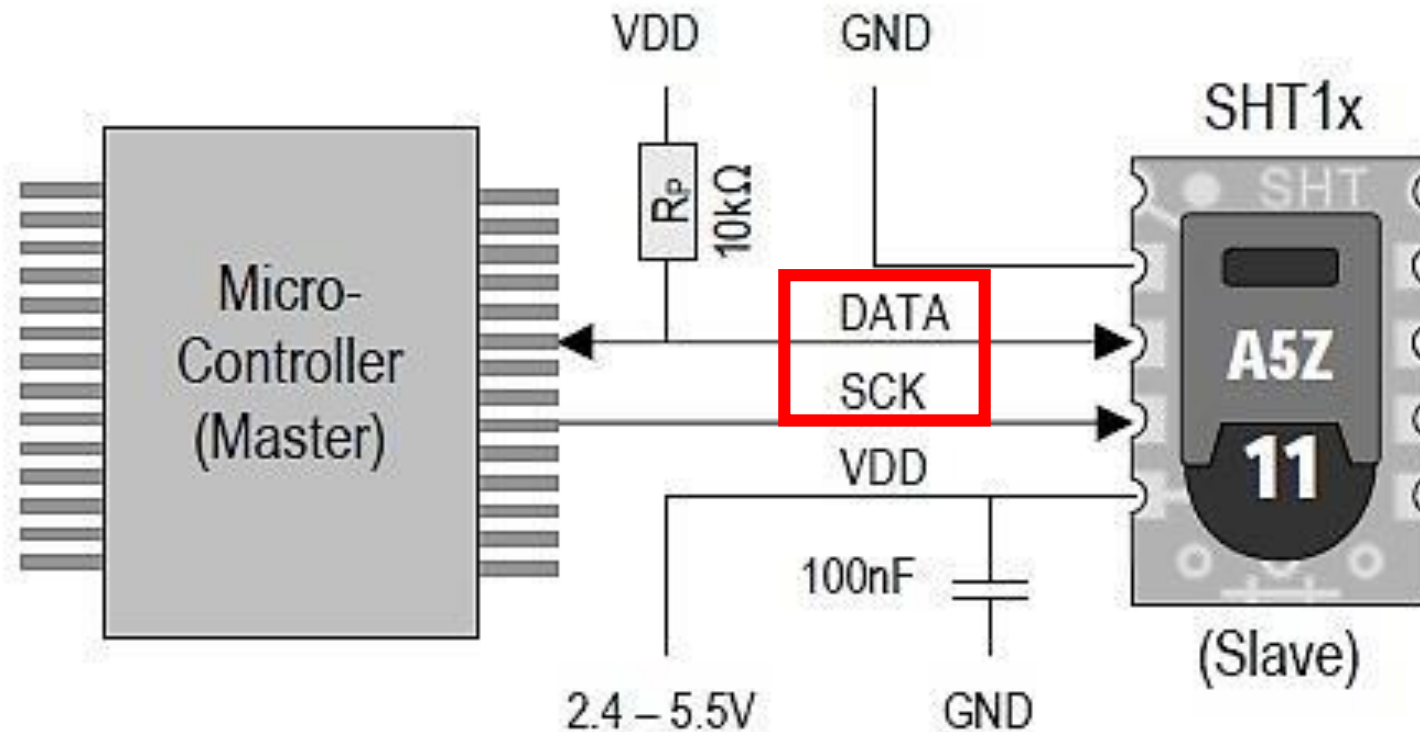 VDD
GND
SHT1x
SHT
RP
10kΩ
Micro-
Controller
(Master)
DATA
SCK
VDD
A5Z
11
100nF
(Slave)
2.4 – 5.5V
GND